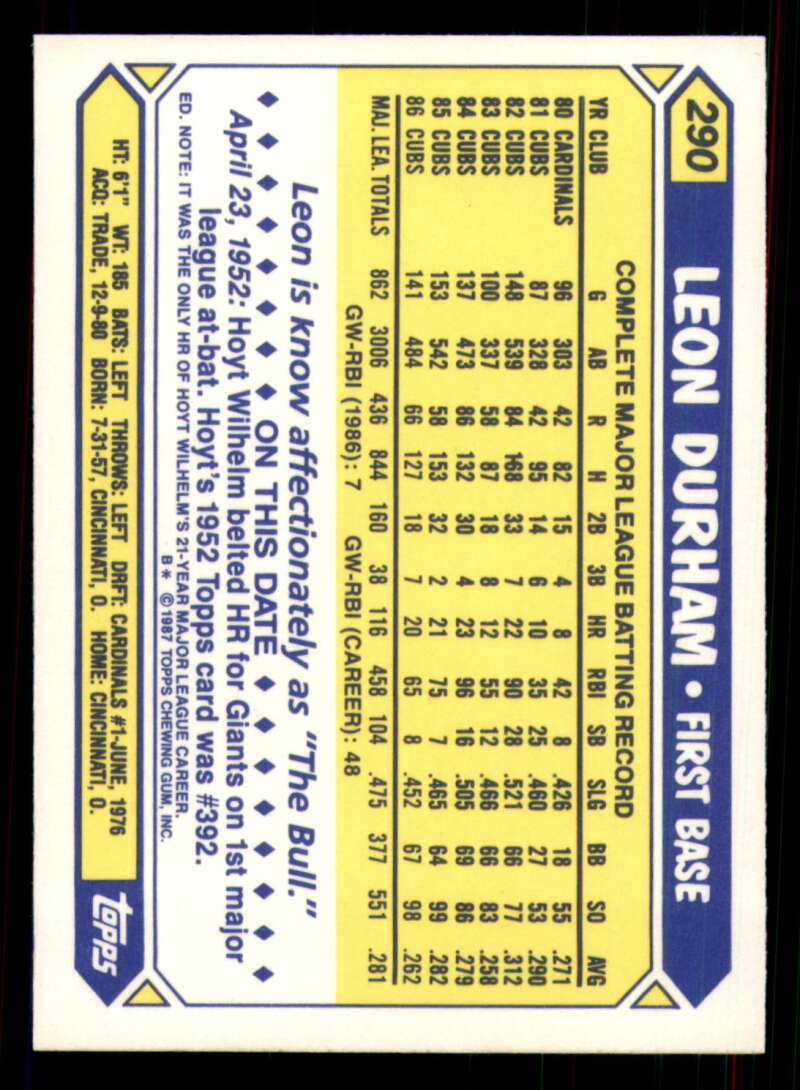 290 LEON DURHAM • FIRST BASE
COMPLETE MAJOR LEAGUE BATTING RECORD
YR CLUB G AB R H 2B 3B HR RBI SB SLG BB SO AVG
80 CARDINALS 96 303 42 82 15 4 8 42 8 .426 18 55 .271
81 CUBS 87 328 42 95 14 6 10 35 25 .460 27 53 .290
82 CUBS 148 539 84 168 33 7 22 90 28 .521 66 77 .312
83 CUBS 100 337 58 87 18 8 12 55 12 .466 66 83 .258
84 CUBS 137 473 86 132 30 4 23 96 16 .505 69 86 .279
85 CUBS 153 542 58 153 32 2 21 75 7 .465 64 99 .282
86 CUBS 141 484 66 127 18 7 20 65 8 .452 67 98 .262
MAJ. LEA. TOTALS 862 3006 436 844 160 38 116 458 104 .475 377 551 .281
GW-RBI (1986): 7 GW-RBI (CAREER): 48
Leon is know affectionately as "The Bull."
♦ ♦ ♦ ♦ ♦ ♦ ♦ ON THIS DATE ♦ ♦ ♦ ♦ ♦ ♦ ♦
April 23, 1952: Hoyt Wilhelm belted HR for Giants on 1st major
league at-bat. Hoyt's 1952 Topps card was #392.
ED. NOTE: IT WAS THE ONLY HR OF HOYT WILHELM'S 21-YEAR MAJOR LEAGUE CAREER.
B* ©1987 TOPPS CHEWING GUM, INC.
HT: 6'1" WT: 185 BATS: LEFT THROWS: LEFT DRFT: CARDINALS #1-JUNE, 1976
ACQ: TRADE, 12-9-80 BORN: 7-31-57, CINCINNATI, O. HOME: CINCINNATI, O.
topps